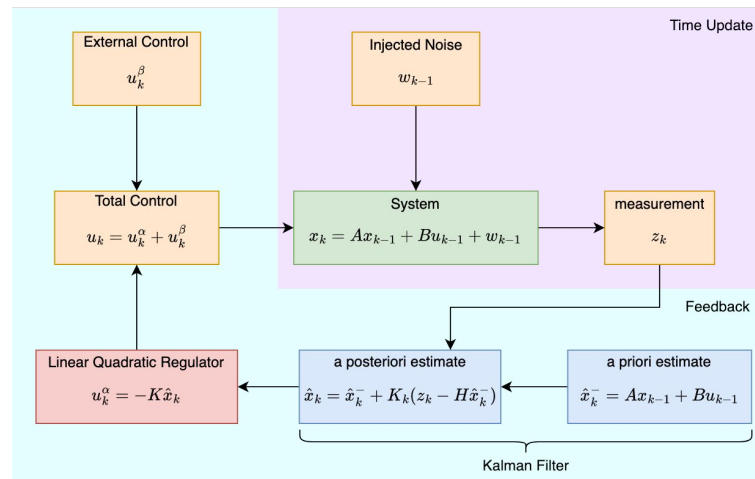 Time Update
External Control
$u_k^{\beta}$
Injected Noise
$w_{k-1}$
Total Control
$u_k = u_k^{\alpha} + u_k^{\beta}$
System
$x_k = Ax_{k-1} + Bu_{k-1} + w_{k-1}$
measurement
$z_k$
Feedback
Linear Quadratic Regulator
$u_k^{\alpha} = -K\hat{x}_k$
a posteriori estimate
$\hat{x}_k = \hat{x}_k^- + K_k(z_k - H\hat{x}_k^-)$
a priori estimate
$\hat{x}_k^- = Ax_{k-1} + Bu_{k-1}$
Kalman Filter